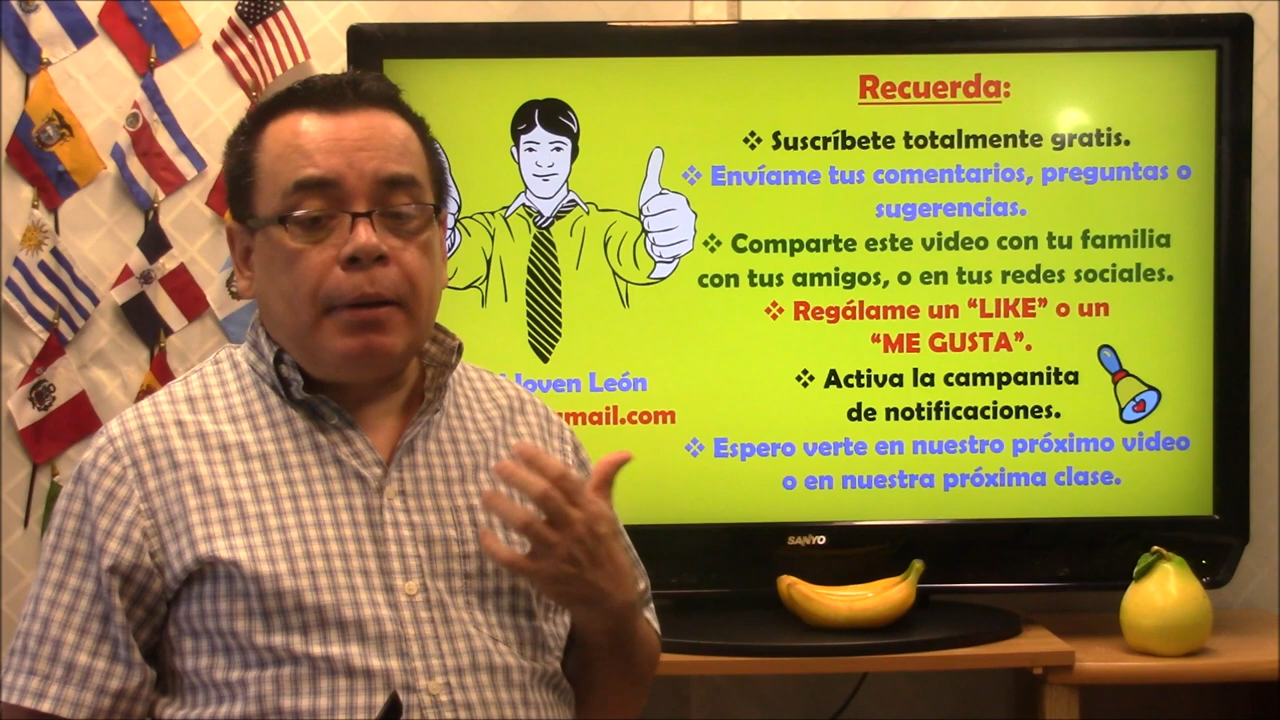 Recuerda:
❖ Suscríbete totalmente gratis.
❖ Envíame tus comentarios, preguntas o
sugerencias.
❖ Comparte este video con tu familia
con tus amigos, o en tus redes sociales.
❖ Regálame un “LIKE” o un
“ME GUSTA”.
❖ Activa la campanita
de notificaciones.
❖ Espero verte en nuestro próximo video
o en nuestra próxima clase.
Joven León
mail.com
SANYO